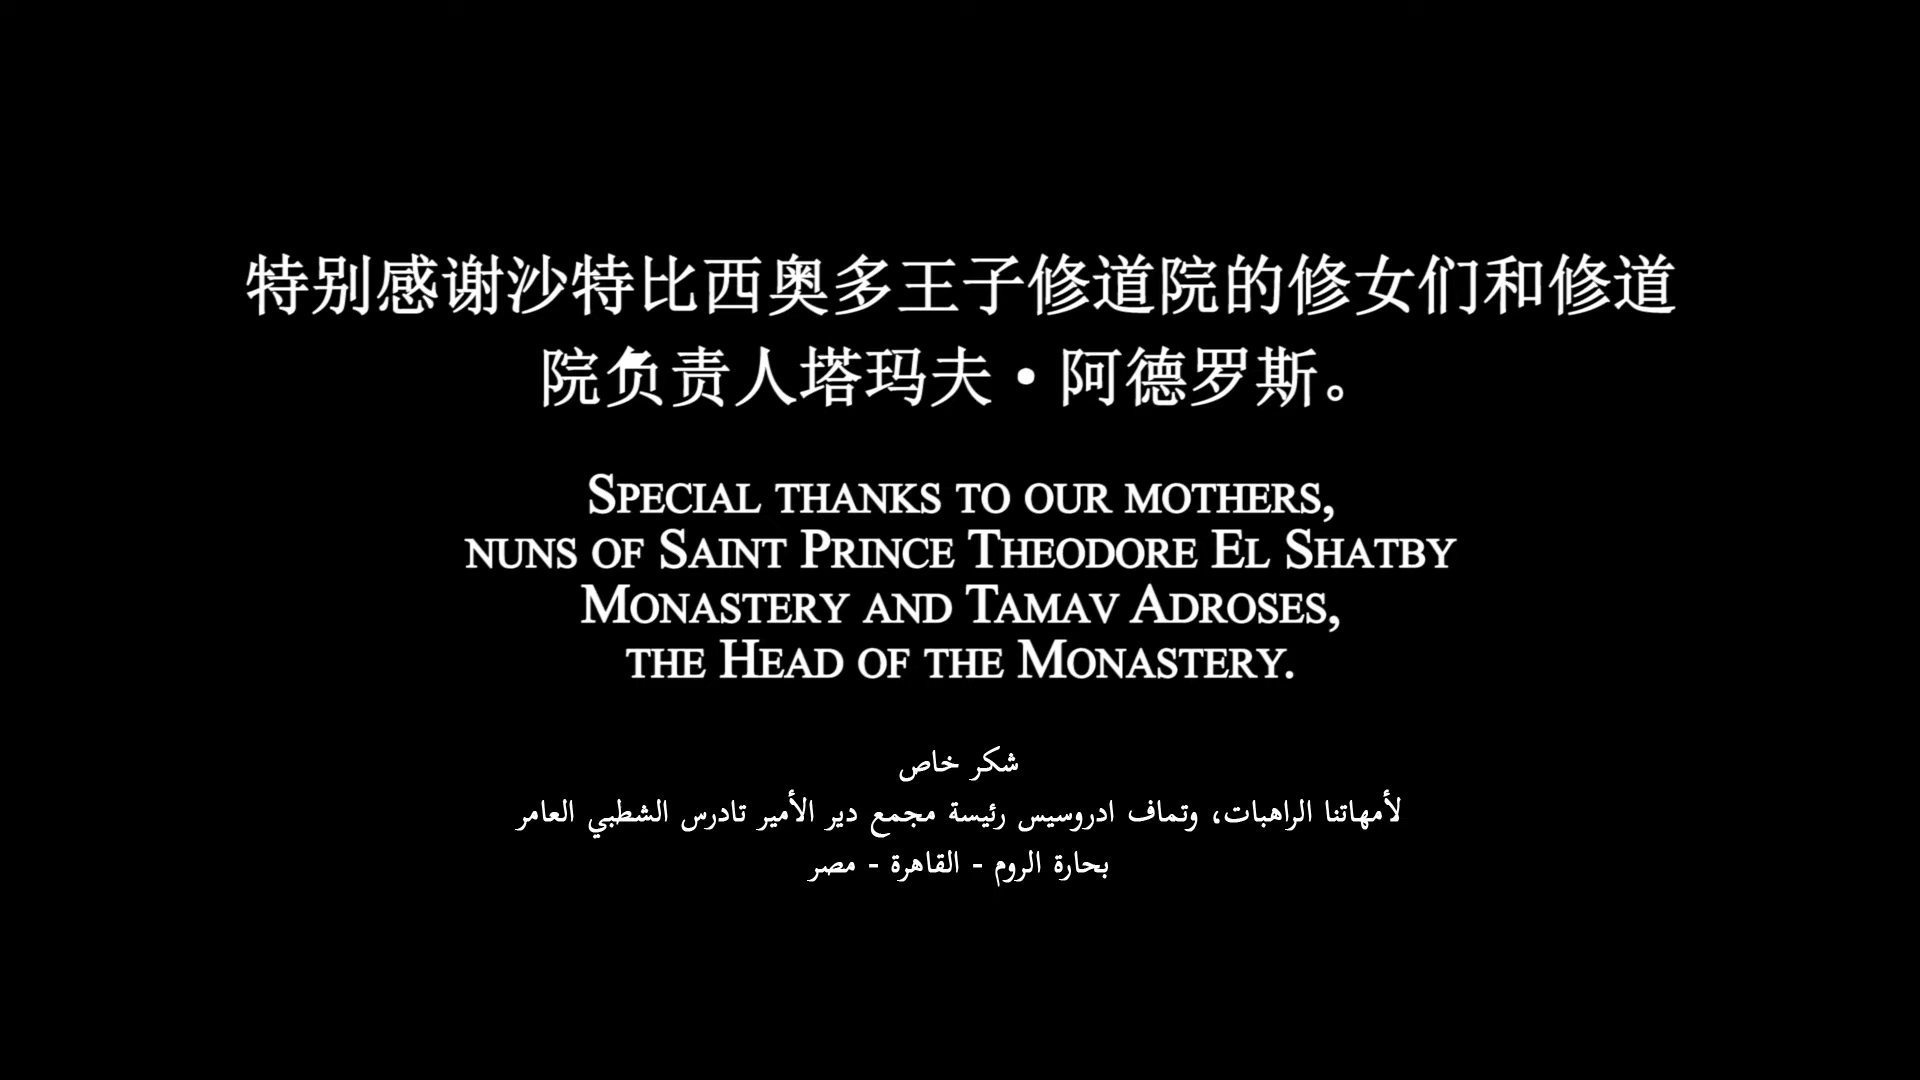 特别感谢沙特比西奥多王子修道院的修女们和修道
院负责人塔玛夫·阿德罗斯。
SPECIAL THANKS TO OUR MOTHERS,
NUNS OF SAINT PRINCE THEODORE EL SHATBY
MONASTERY AND TAMAV ADROSES,
THE HEAD OF THE MONASTERY.
شكر خاص
لأمهاتنا الراهبات، وتماف ادروسيس رئيسة مجمع دير الأمير تادرس الشطبي العامر
بحارة الروم - القاهرة - مصر